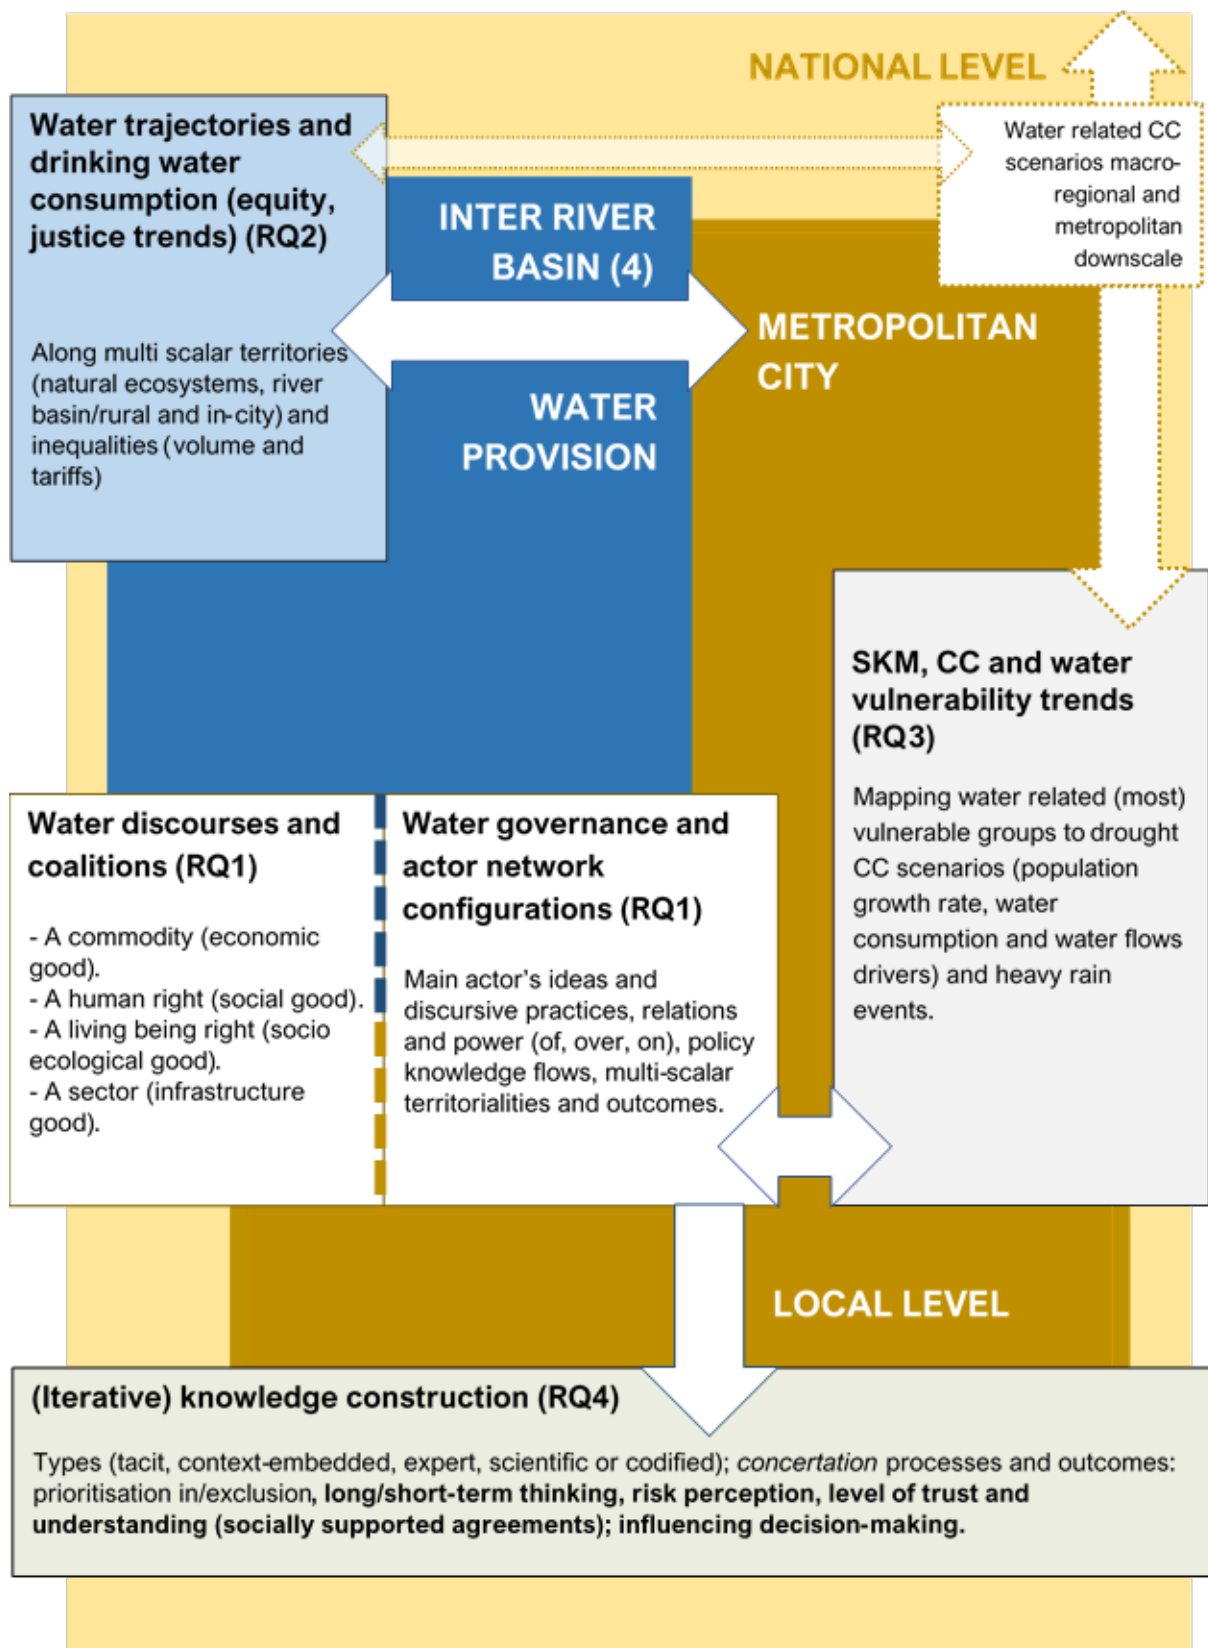 NATIONAL LEVEL
Water trajectories and
drinking water
consumption (equity,
justice trends) (RQ2)
Along multi scalar territories
(natural ecosystems, river
basin/rural and in-city) and
inequalities (volume and
tariffs)
Water related CC
scenarios macro-
regional and
metropolitan
downscale
INTER RIVER
BASIN (4)
WATER
PROVISION
METROPOLITAN
CITY
SKM, CC and water
vulnerability trends
(RQ3)
Mapping water related (most)
vulnerable groups to drought
CC scenarios (population
growth rate, water
consumption and water flows
drivers) and heavy rain
events.
Water discourses and
coalitions (RQ1)
- A commodity (economic
good).
- A human right (social good).
- A living being right (socio
ecological good).
- A sector (infrastructure
good).
Water governance and
actor network
configurations (RQ1)
Main actor’s ideas and
discursive practices, relations
and power (of, over, on), policy
knowledge flows, multi-scalar
territorialities and outcomes.
LOCAL LEVEL
(Iterative) knowledge construction (RQ4)
Types (tacit, context-embedded, expert, scientific or codified); concertation processes and outcomes:
prioritisation in/exclusion, long/short-term thinking, risk perception, level of trust and
understanding (socially supported agreements); influencing decision-making.